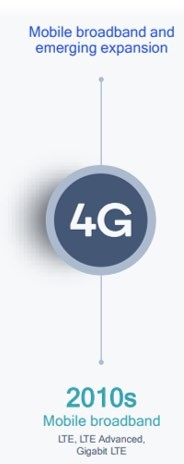 Mobile broadband and
emerging expansion
4G
2010s
Mobile broadband
LTE, LTE Advanced,
Gigabit LTE